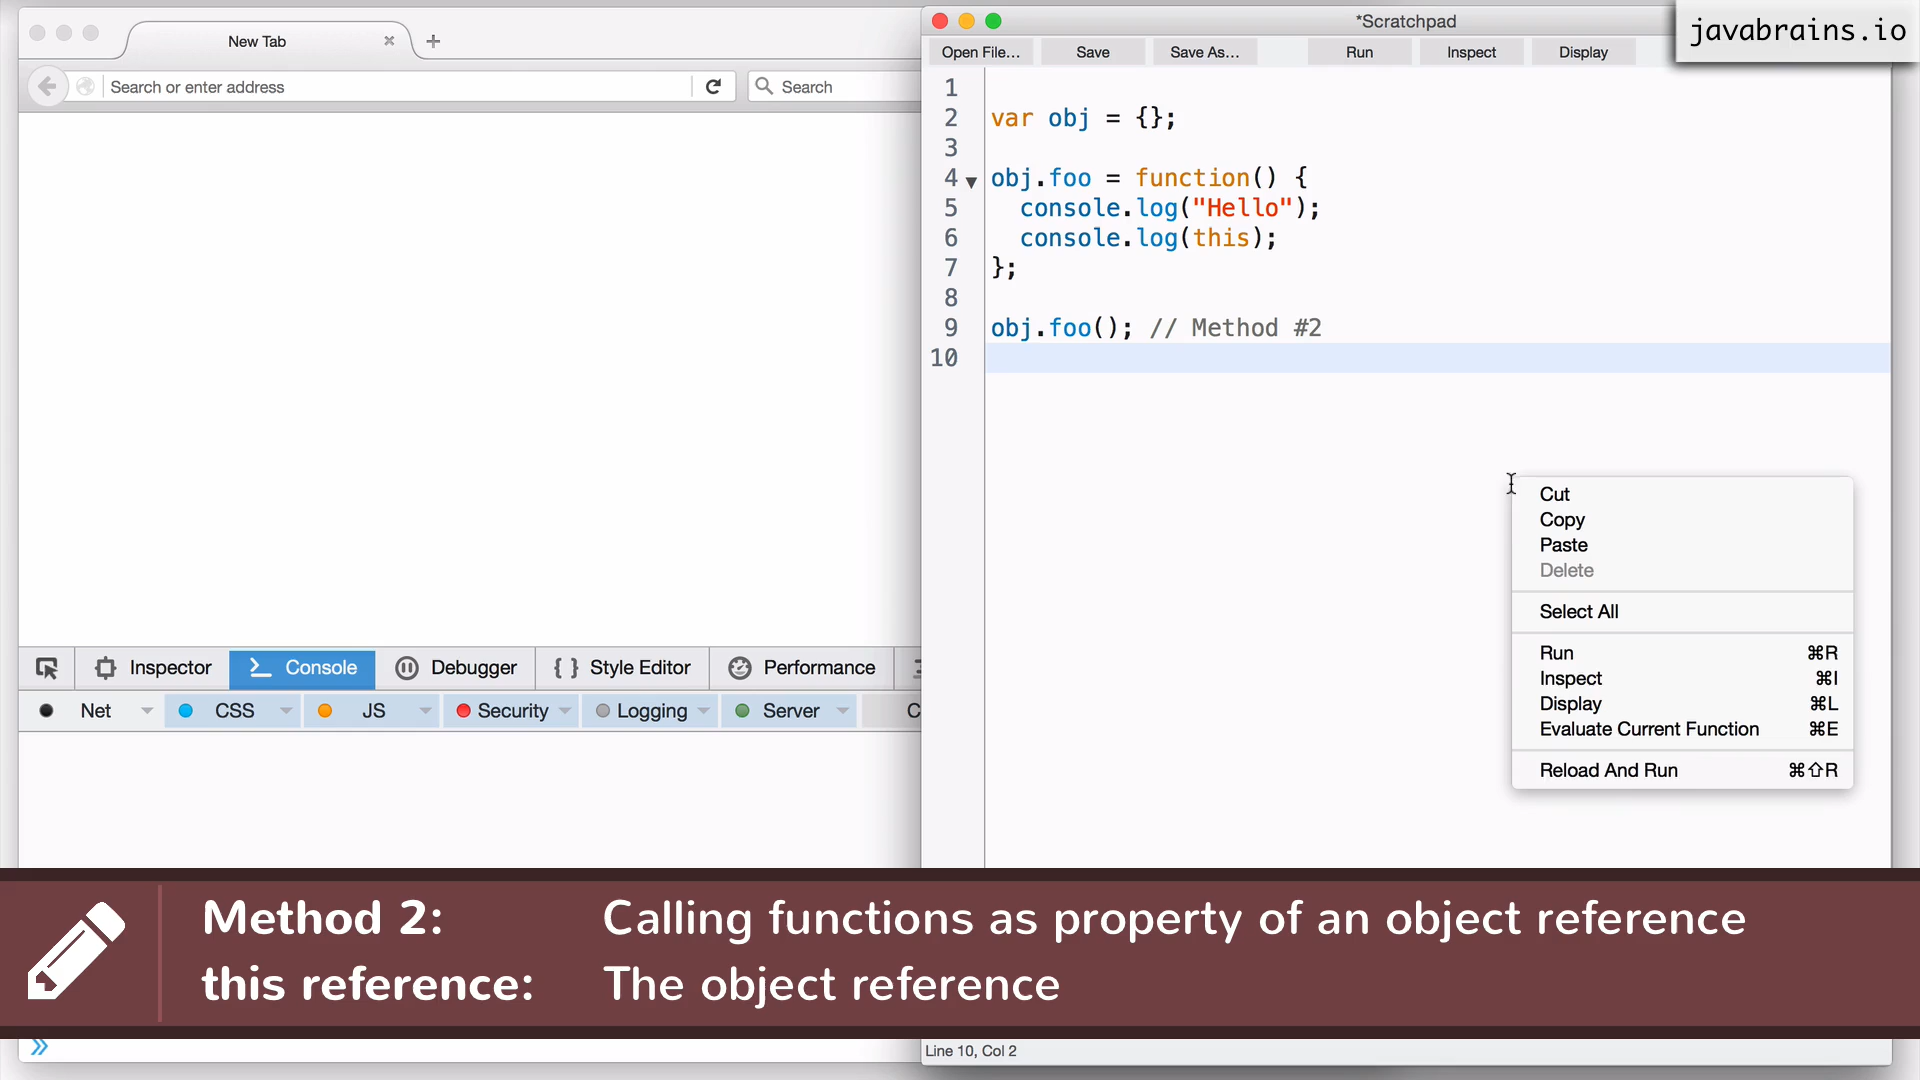 New Tab
Search or enter address
Search
*Scratchpad
javabrains.io
Open File...
Save
Save As...
Run
Inspect
Display
1
2 var obj = {};
3
4 obj.foo = function() {
5 console.log("Hello");
6 console.log(this);
7 };
8
9 obj.foo(); // Method #2
10
Cut
Copy
Paste
Delete
Select All
Run ⌘R
Inspect ⌘I
Display ⌘L
Evaluate Current Function ⌘E
Reload And Run ⌘⇧R
Inspector
Console
Debugger
{ } Style Editor
Performance
Net
CSS
JS
Security
Logging
Server
C
Method 2: Calling functions as property of an object reference
this reference: The object reference
Line 10, Col 2